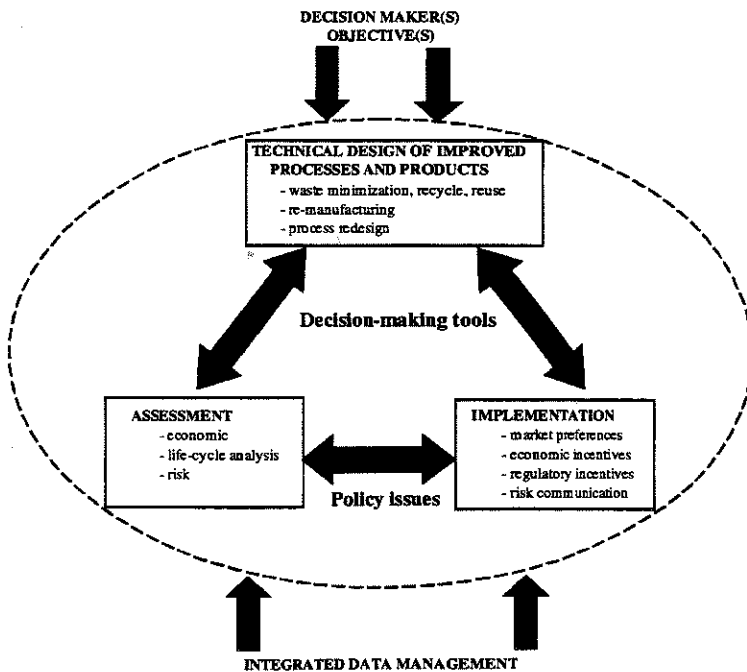 DECISION MAKER(S)
OBJECTIVE(S)
TECHNICAL DESIGN OF IMPROVED
PROCESSES AND PRODUCTS
- waste minimization, recycle, reuse
- re-manufacturing
- process redesign
Decision-making tools
ASSESSMENT
- economic
- life-cycle analysis
- risk
IMPLEMENTATION
- market preferences
- economic incentives
- regulatory incentives
- risk communication
Policy issues
INTEGRATED DATA MANAGEMENT